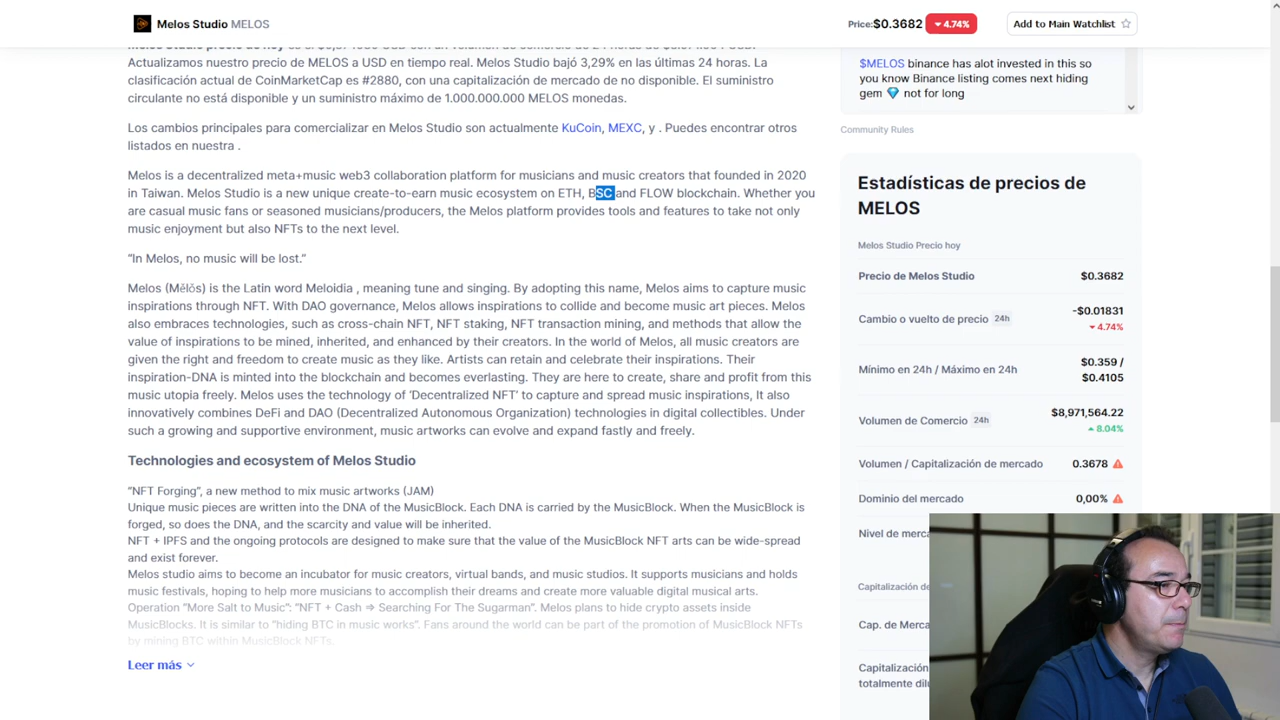 Melos Studio MELOS
Price:$0.3682
4.74%
Add to Main Watchlist
Actualizamos nuestro precio de MELOS a USD en tiempo real. Melos Studio bajó 3,29% en las últimas 24 horas. La
clasificación actual de CoinMarketCap es #2880, con una capitalización de mercado de no disponible. El suministro
circulante no está disponible y un suministro máximo de 1.000.000.000 MELOS monedas.
Los cambios principales para comercializar en Melos Studio son actualmente KuCoin, MEXC, y . Puedes encontrar otros
listados en nuestra .
Melos is a decentralized meta+music web3 collaboration platform for musicians and music creators that founded in 2020
in Taiwan. Melos Studio is a new unique create-to-earn music ecosystem on ETH, BSC and FLOW blockchain. Whether you
are casual music fans or seasoned musicians/producers, the Melos platform provides tools and features to take not only
music enjoyment but also NFTs to the next level.
“In Melos, no music will be lost.”
Melos (Mělǒs) is the Latin word Meloidia , meaning tune and singing. By adopting this name, Melos aims to capture music
inspirations through NFT. With DAO governance, Melos allows inspirations to collide and become music art pieces. Melos
also embraces technologies, such as cross-chain NFT, NFT staking, NFT transaction mining, and methods that allow the
value of inspirations to be mined, inherited, and enhanced by their creators. In the world of Melos, all music creators are
given the right and freedom to create music as they like. Artists can retain and celebrate their inspirations. Their
inspiration-DNA is minted into the blockchain and becomes everlasting. They are here to create, share and profit from this
music utopia freely. Melos uses the technology of ‘Decentralized NFT’ to capture and spread music inspirations, It also
innovatively combines DeFi and DAO (Decentralized Autonomous Organization) technologies in digital collectibles. Under
such a growing and supportive environment, music artworks can evolve and expand fastly and freely.
Technologies and ecosystem of Melos Studio
“NFT Forging”, a new method to mix music artworks (JAM)
Unique music pieces are written into the DNA of the MusicBlock. Each DNA is carried by the MusicBlock. When the MusicBlock is
forged, so does the DNA, and the scarcity and value will be inherited.
NFT + IPFS and the ongoing protocols are designed to make sure that the value of the MusicBlock NFT arts can be wide-spread
and exist forever.
Melos studio aims to become an incubator for music creators, virtual bands, and music studios. It supports musicians and holds
music festivals, hoping to help more musicians to accomplish their dreams and create more valuable digital musical arts.
Operation “More Salt to Music”: “NFT + Cash => Searching For The Sugarman”. Melos plans to hide crypto assets inside
MusicBlocks. It is similar to “hiding BTC in music works”. Fans around the world can be part of the promotion of MusicBlock NFTs
by mining BTC within MusicBlock NFTs.
Leer más
$MELOS binance has alot invested in this so
you know Binance listing comes next hiding
gem 💎 not for long
Community Rules
Estadísticas de precios de
MELOS
Melos Studio Precio hoy
Precio de Melos Studio $0.3682
Cambio o vuelto de precio 24h -$0.01831
4.74%
Mínimo en 24h / Máximo en 24h $0.359 /
$0.4105
Volumen de Comercio 24h $8,971,564.22
8.04%
Volumen / Capitalización de mercado 0.3678
Dominio del mercado 0,00%
Nivel de merca
Capitalización de
Cap. de Merca
Capitalización
totalmente dil